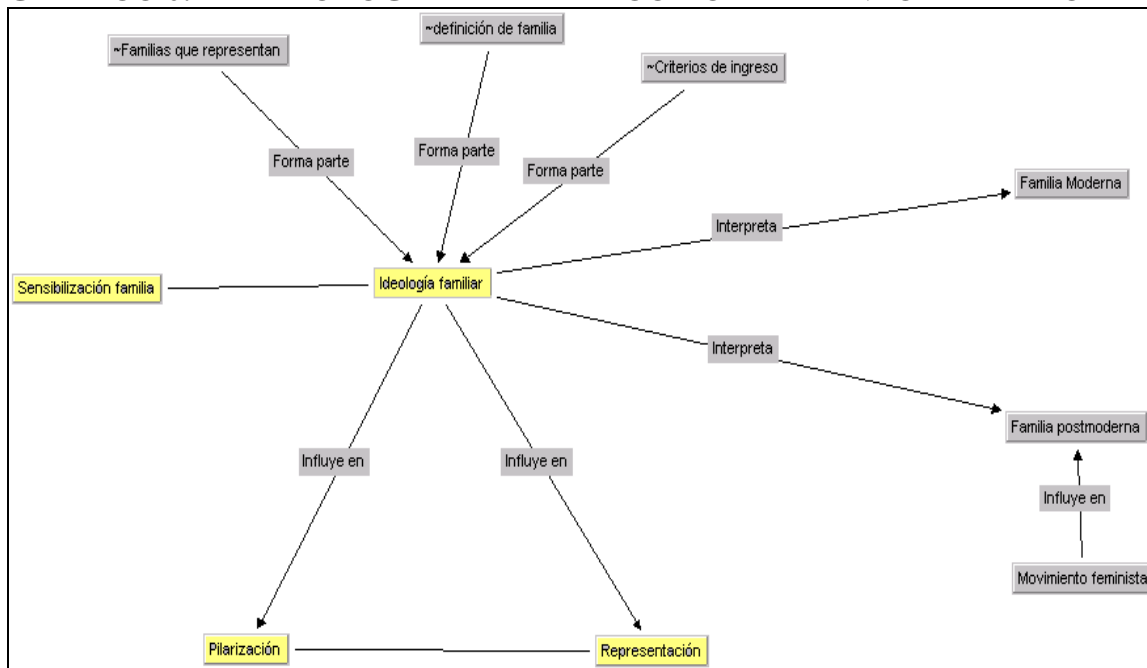 ~definición de familia
~Familias que representan
~Criterios de ingreso
Forma parte
Forma parte
Forma parte
Familia Moderna
Interpreta
Sensibilización familia
Ideología familiar
Interpreta
Familia postmoderna
Influye en
Influye en
Influye en
Movimiento feminista
Pilarización
Representación